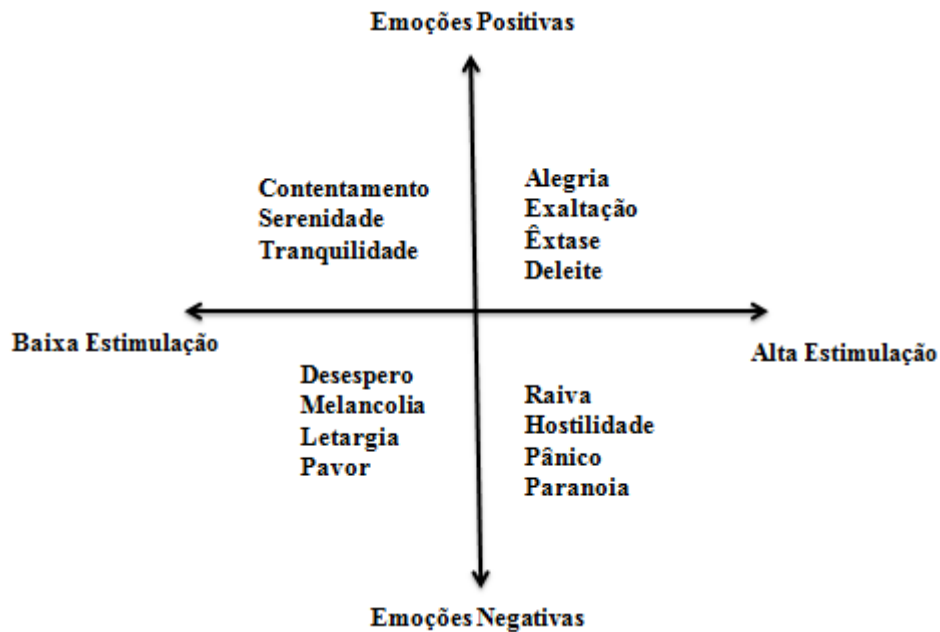 Emoções Positivas
Contentamento
Serenidade
Tranquilidade
Alegria
Exaltação
Êxtase
Deleite
Baixa Estimulação
Alta Estimulação
Desespero
Melancolia
Letargia
Pavor
Raiva
Hostilidade
Pânico
Paranoia
Emoções Negativas